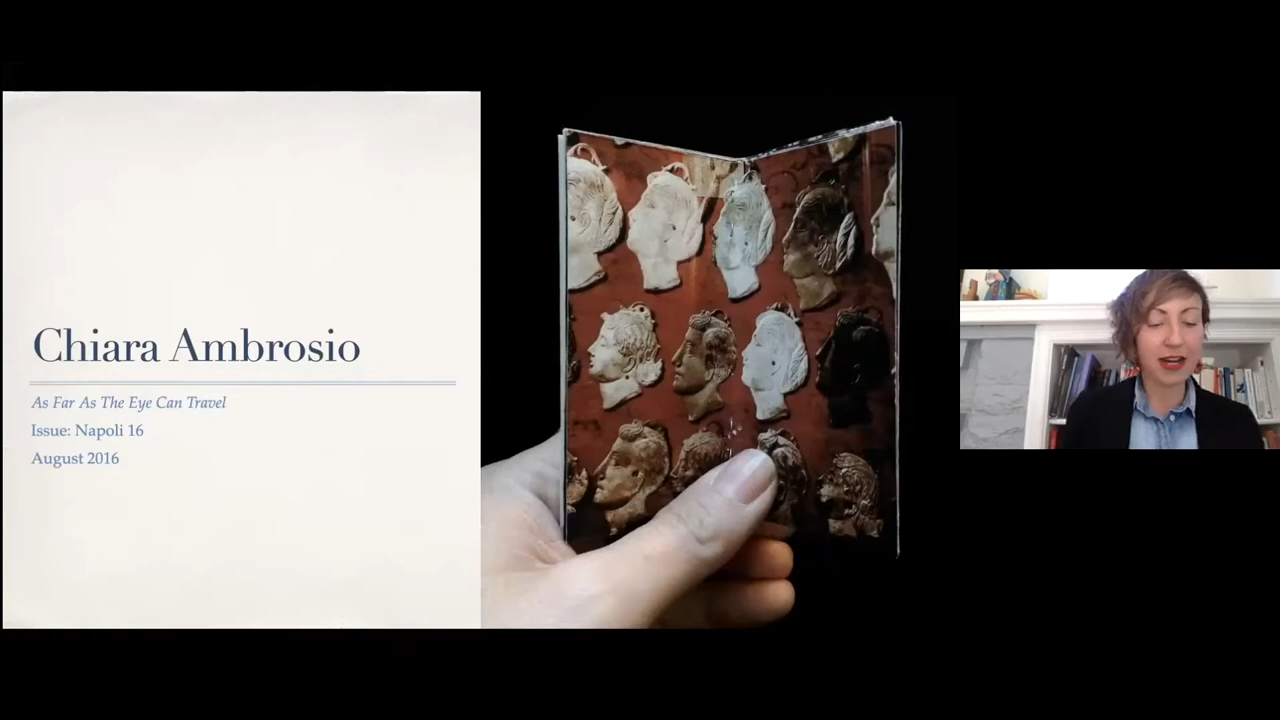 Chiara Ambrosio
As Far As The Eye Can Travel
Issue: Napoli 16
August 2016